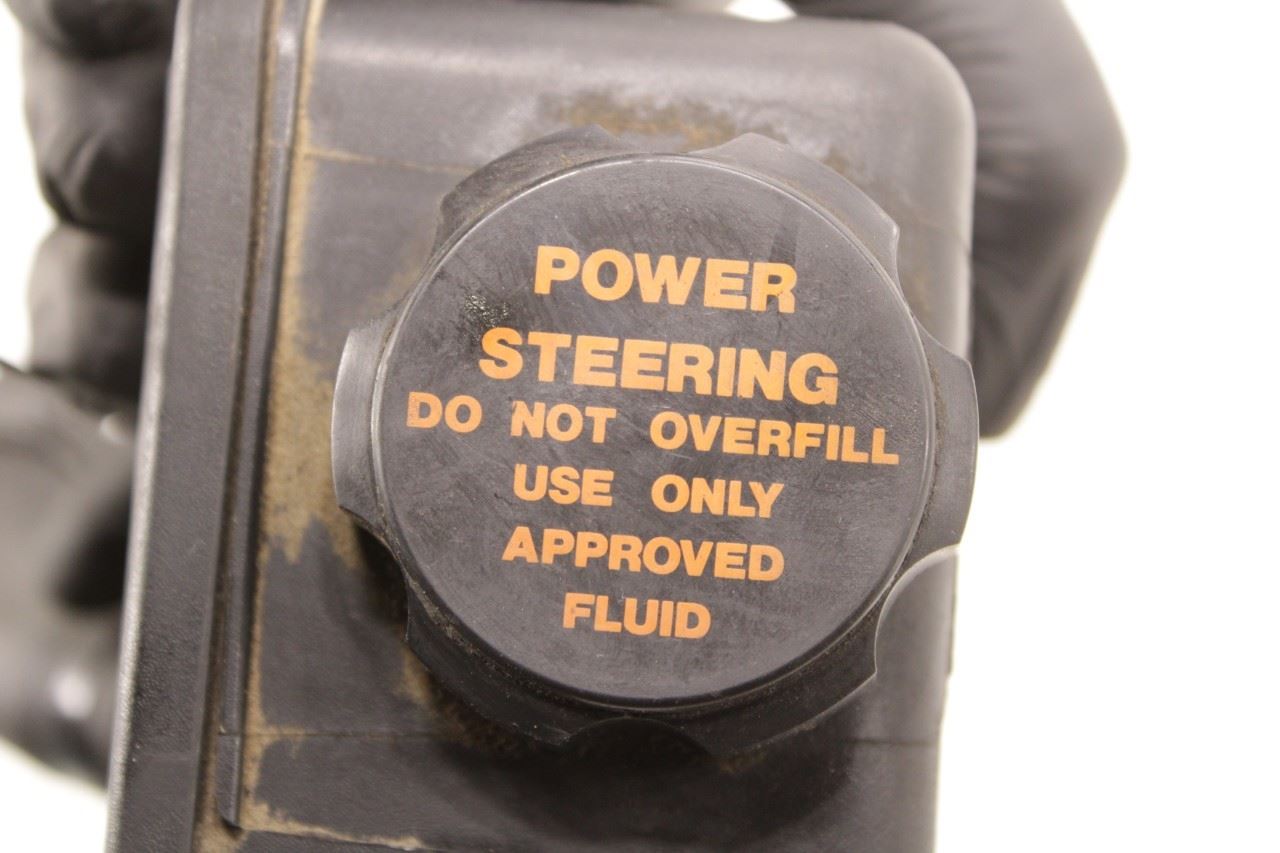 POWER
STEERING
DO NOT OVERFILL
USE ONLY
APPROVED
FLUID